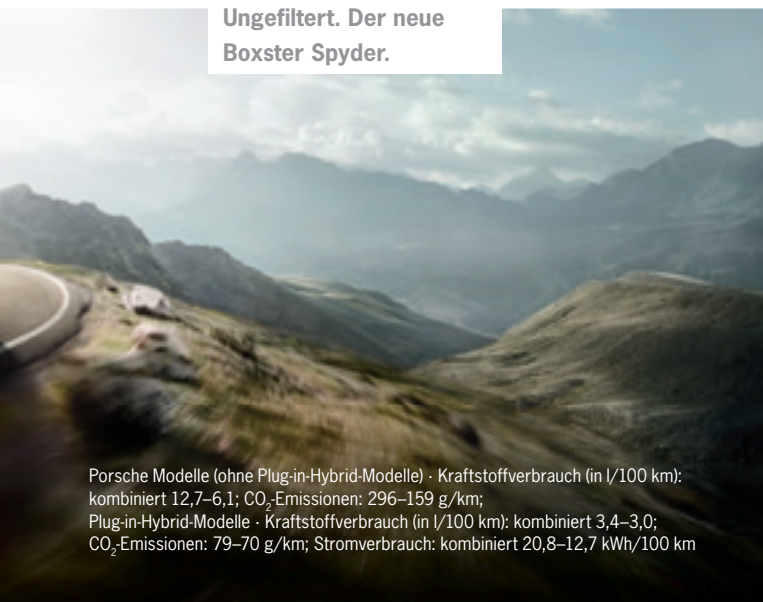 Ungefiltert. Der neue
Boxster Spyder.
Porsche Modelle (ohne Plug-in-Hybrid-Modelle) · Kraftstoffverbrauch (in l/100 km):
kombiniert 12,7–6,1; CO₂-Emissionen: 296–159 g/km;
Plug-in-Hybrid-Modelle · Kraftstoffverbrauch (in l/100 km): kombiniert 3,4–3,0;
CO₂-Emissionen: 79–70 g/km; Stromverbrauch: kombiniert 20,8–12,7 kWh/100 km